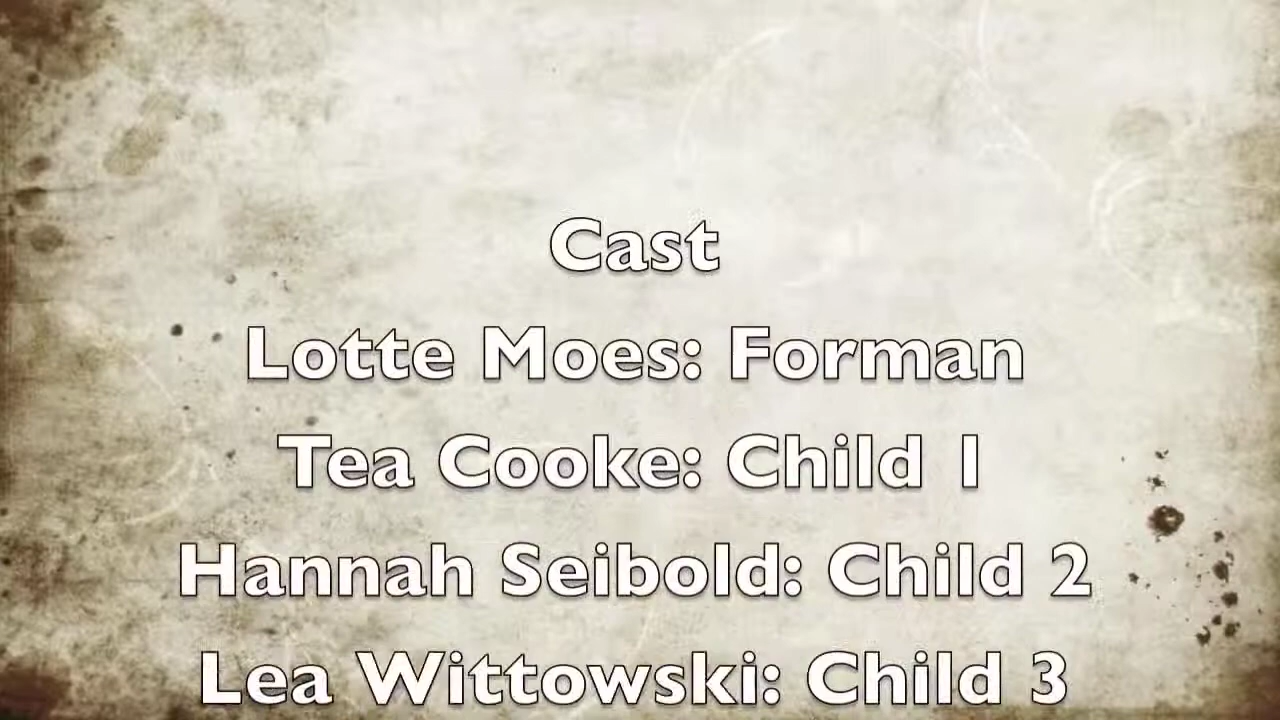 Cast
Lotte Moes: Forman
Tea Cooke: Child 1
Hannah Seibold: Child 2
Lea Wittowski: Child 3